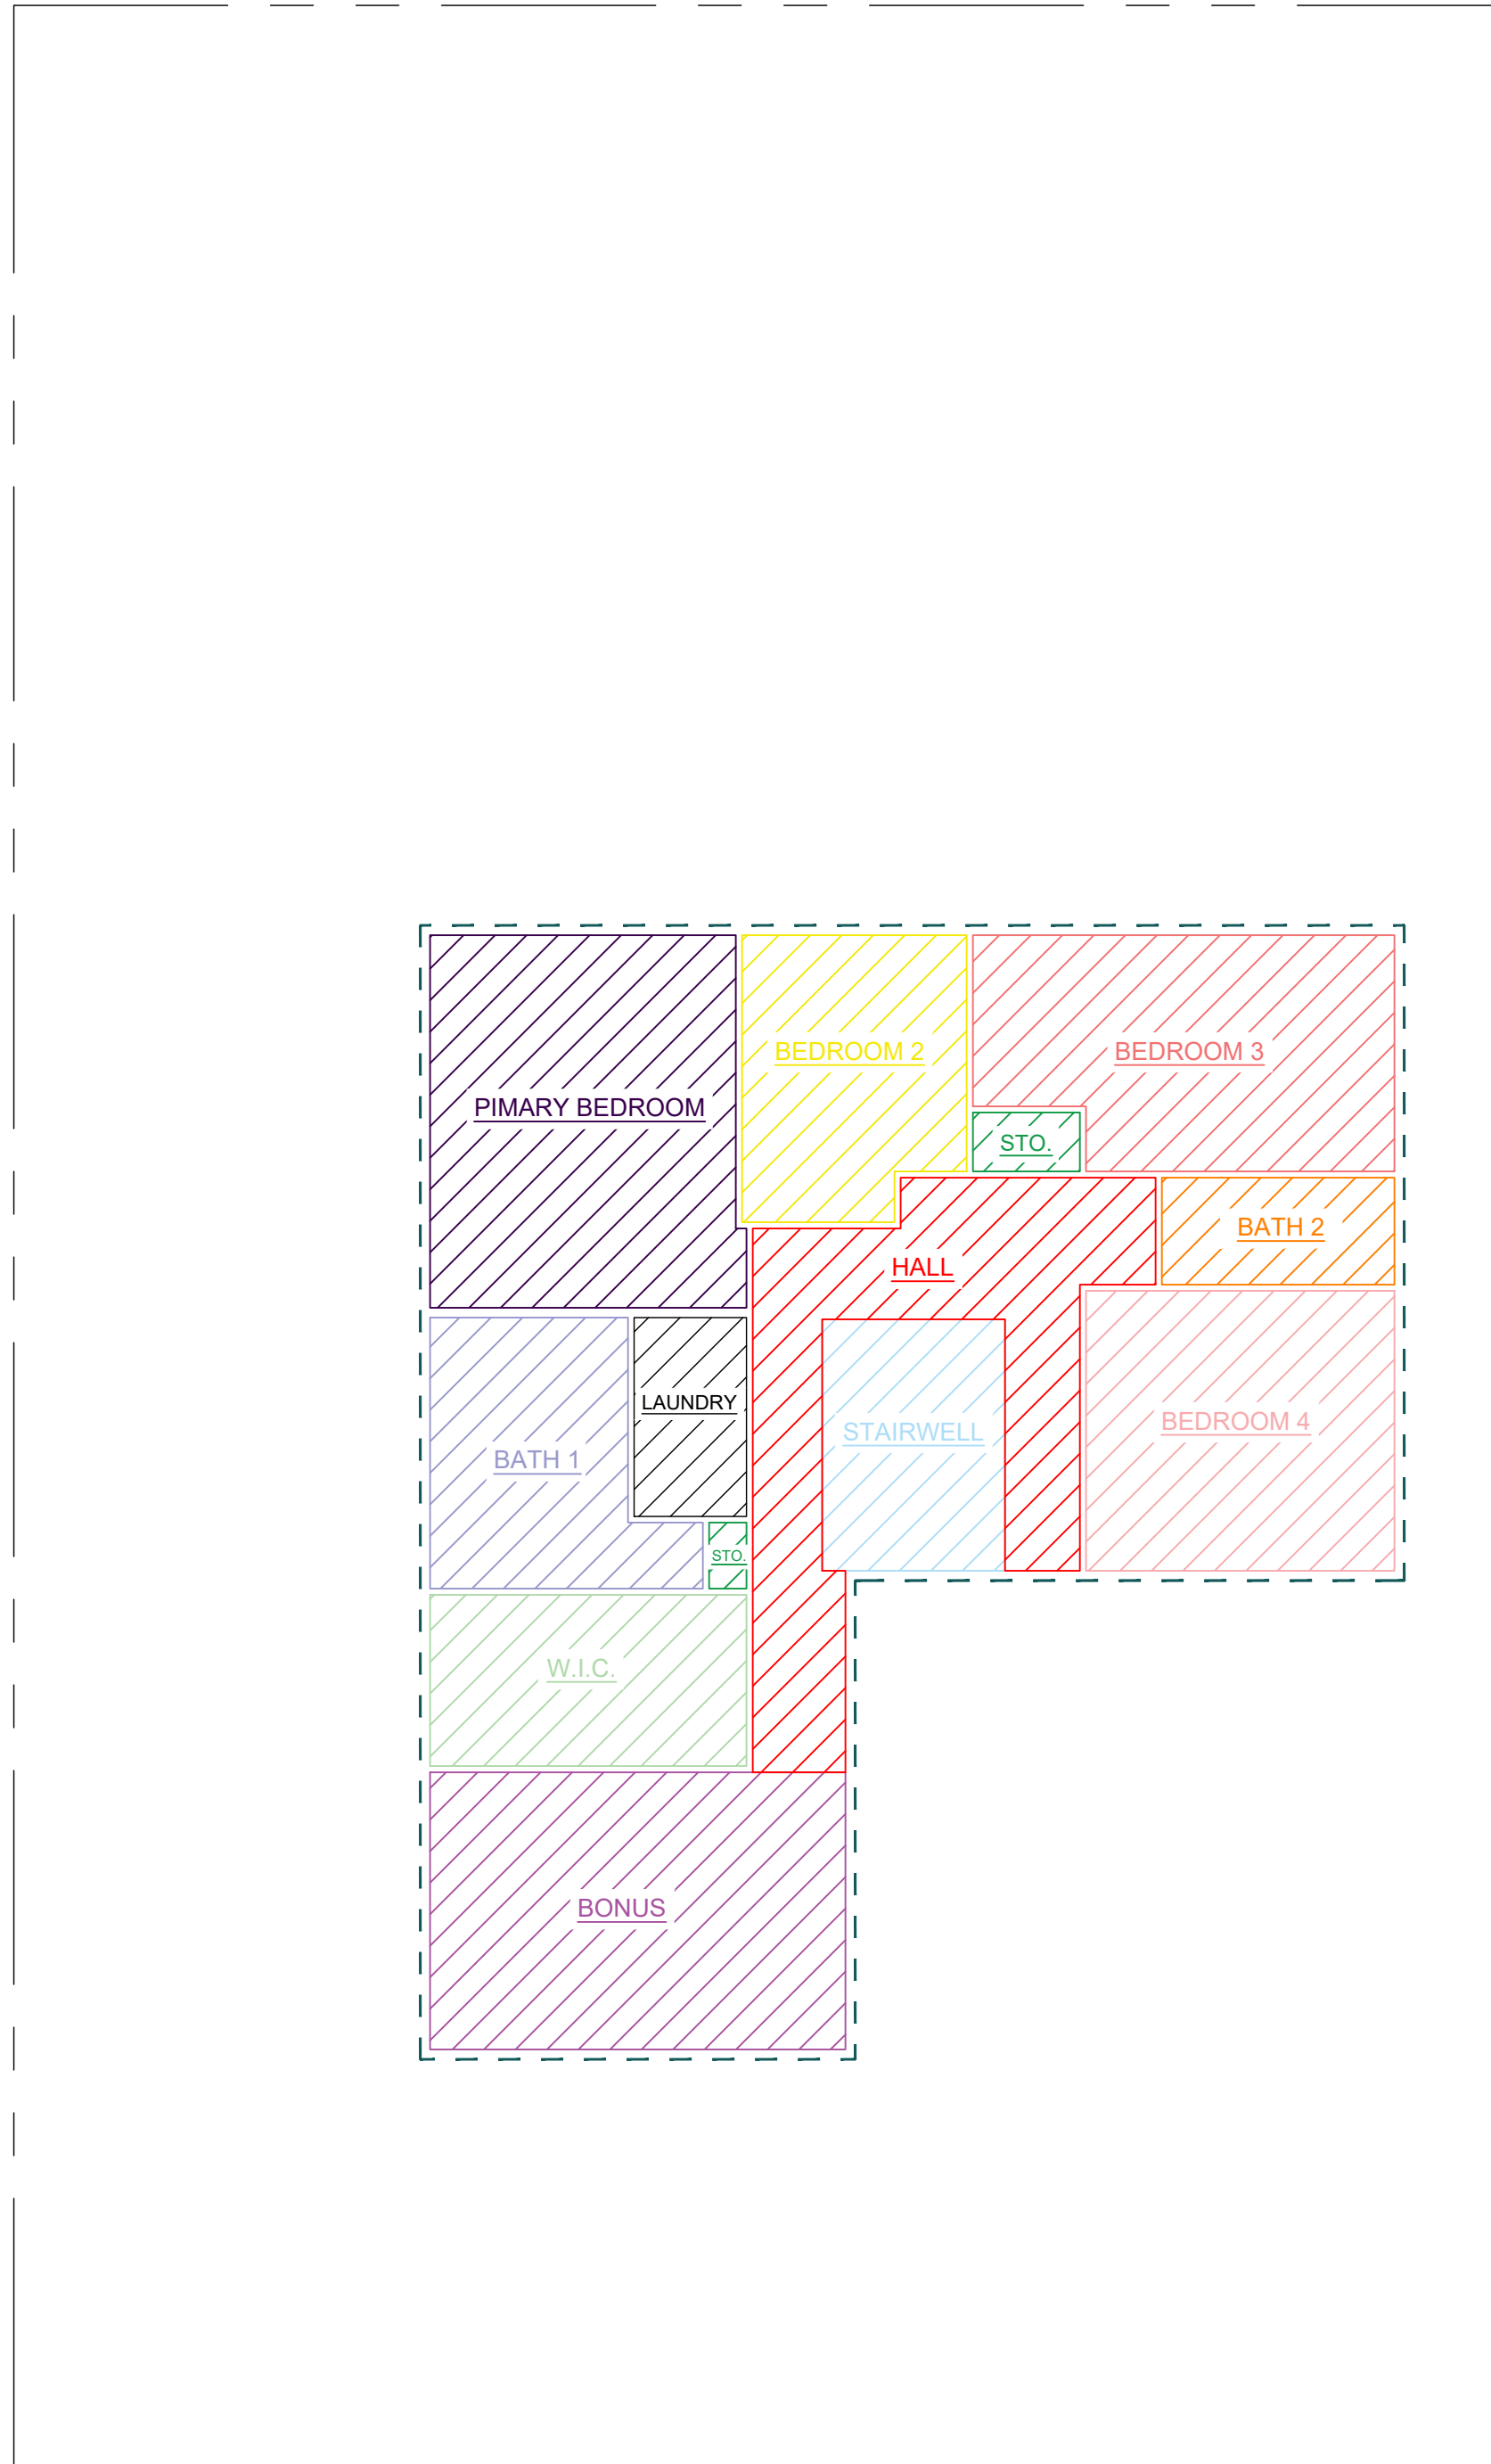 BEDROOM 2
BEDROOM 3
PIMARY BEDROOM
STO.
BATH 2
HALL
LAUNDRY
STAIRWELL
BEDROOM 4
BATH 1
STO.
W.I.C.
BONUS